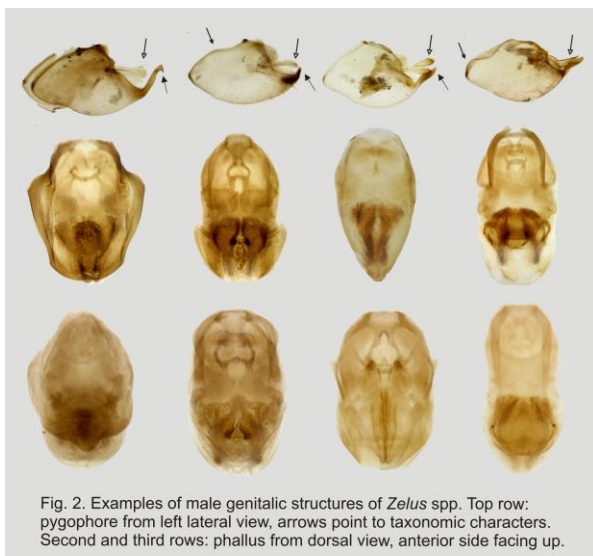 Fig. 2. Examples of male genitalic structures of Zelus spp. Top row:
pygophore from left lateral view, arrows point to taxonomic characters.
Second and third rows: phallus from dorsal view, anterior side facing up.